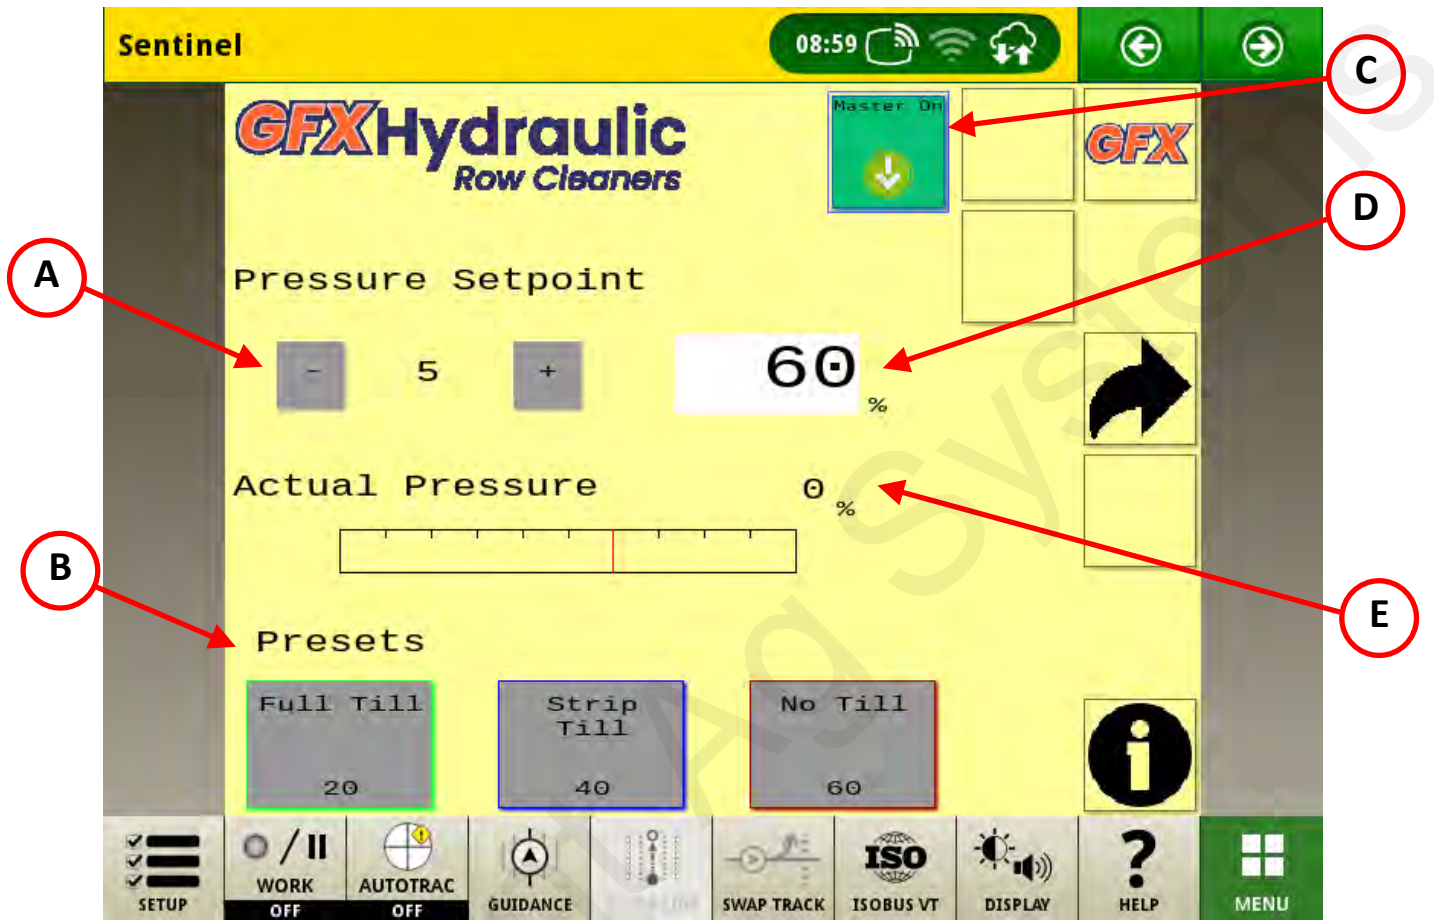 Sentinel
08:59
C
GFX Hydraulic
Row Cleaners
Master On
GFX
D
A
Pressure Setpoint
- 5 +
60 %
Actual Pressure
0 %
B
E
Presets
Full Till
20
Strip
Till
40
No Till
60
i
SETUP
WORK
OFF
AUTOTRAC
OFF
GUIDANCE
SWAP TRACK
ISO
ISOBUS VT
DISPLAY
?
HELP
MENU
Ag Systems